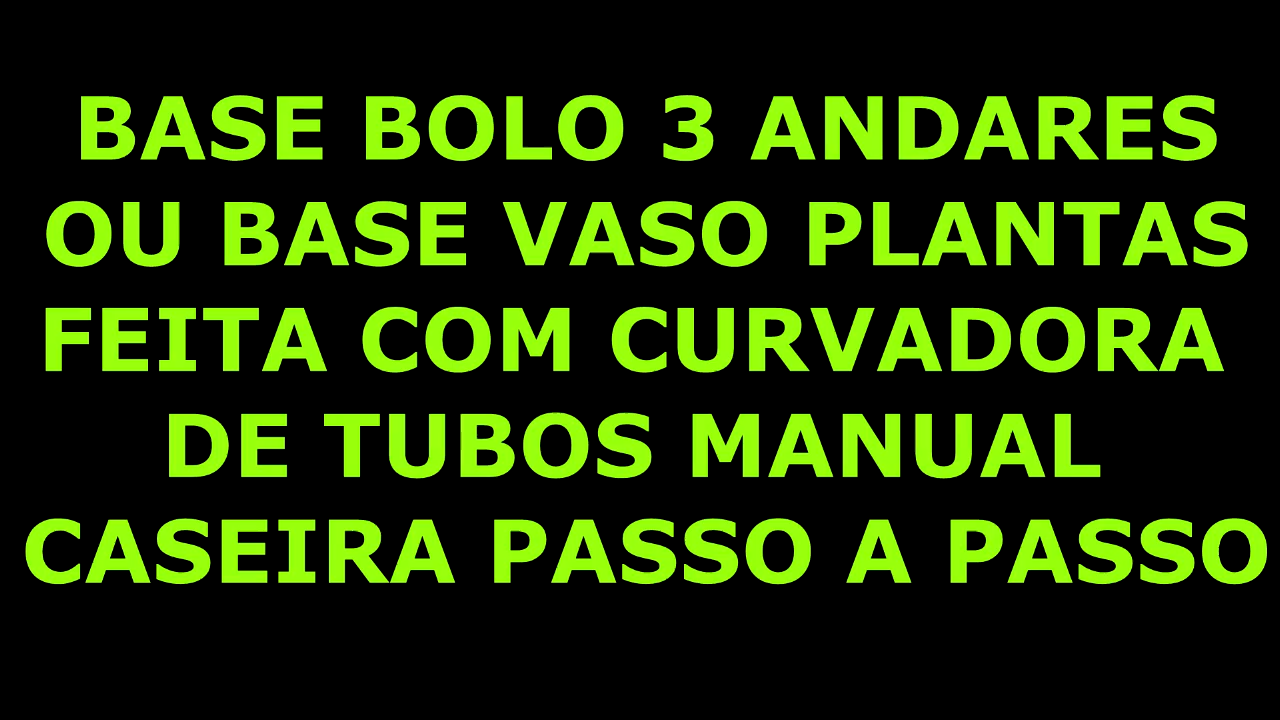 BASE BOLO 3 ANDARES
OU BASE VASO PLANTAS
FEITA COM CURVADORA
DE TUBOS MANUAL
CASEIRA PASSO A PASSO